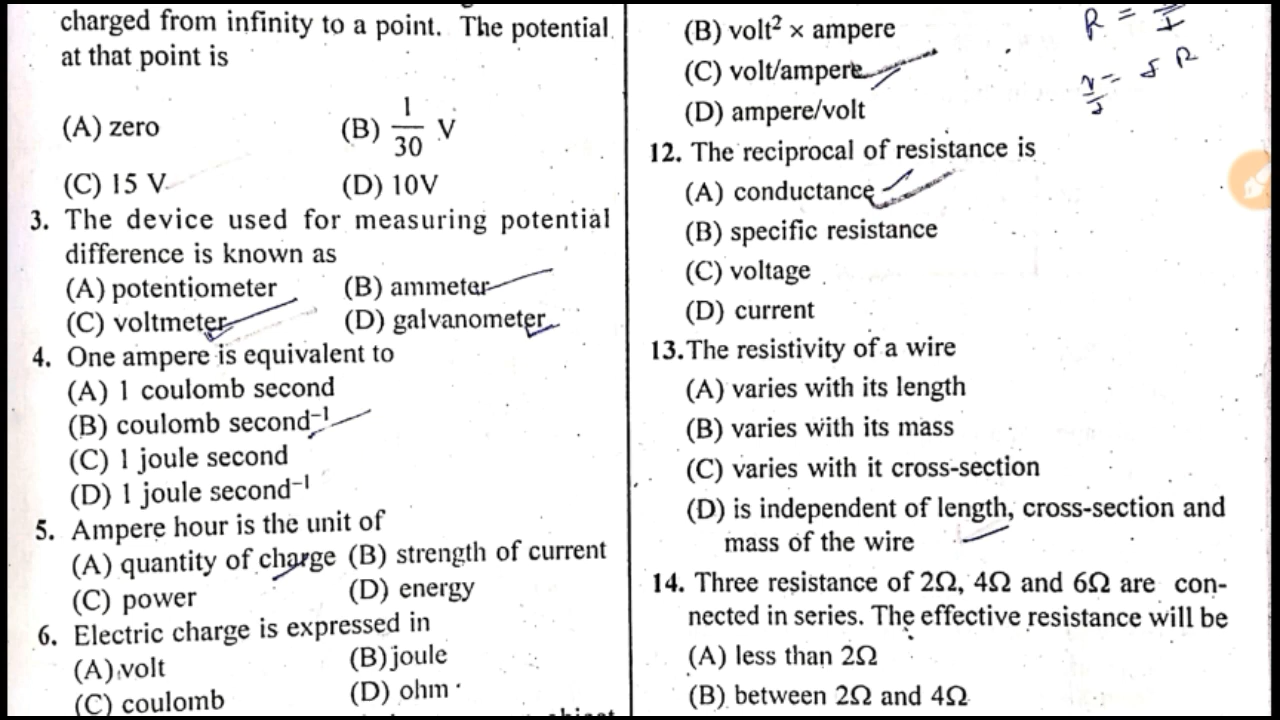 charged from infinity to a point. The potential
at that point is
(A) zero (B) 1/30 V
(C) 15 V (D) 10V
3. The device used for measuring potential
difference is known as
(A) potentiometer (B) ammeter
(C) voltmeter (D) galvanometer
4. One ampere is equivalent to
(A) 1 coulomb second
(B) coulomb second⁻¹
(C) 1 joule second
(D) 1 joule second⁻¹
5. Ampere hour is the unit of
(A) quantity of charge (B) strength of current
(C) power (D) energy
6. Electric charge is expressed in
(A) volt (B) joule
(C) coulomb (D) ohm
(B) volt² × ampere
(C) volt/ampere
(D) ampere/volt
12. The reciprocal of resistance is
(A) conductance
(B) specific resistance
(C) voltage
(D) current
13. The resistivity of a wire
(A) varies with its length
(B) varies with its mass
(C) varies with it cross-section
(D) is independent of length, cross-section and
mass of the wire
14. Three resistance of 2Ω, 4Ω and 6Ω are con-
nected in series. The effective resistance will be
(A) less than 2Ω
(B) between 2Ω and 4Ω
R =